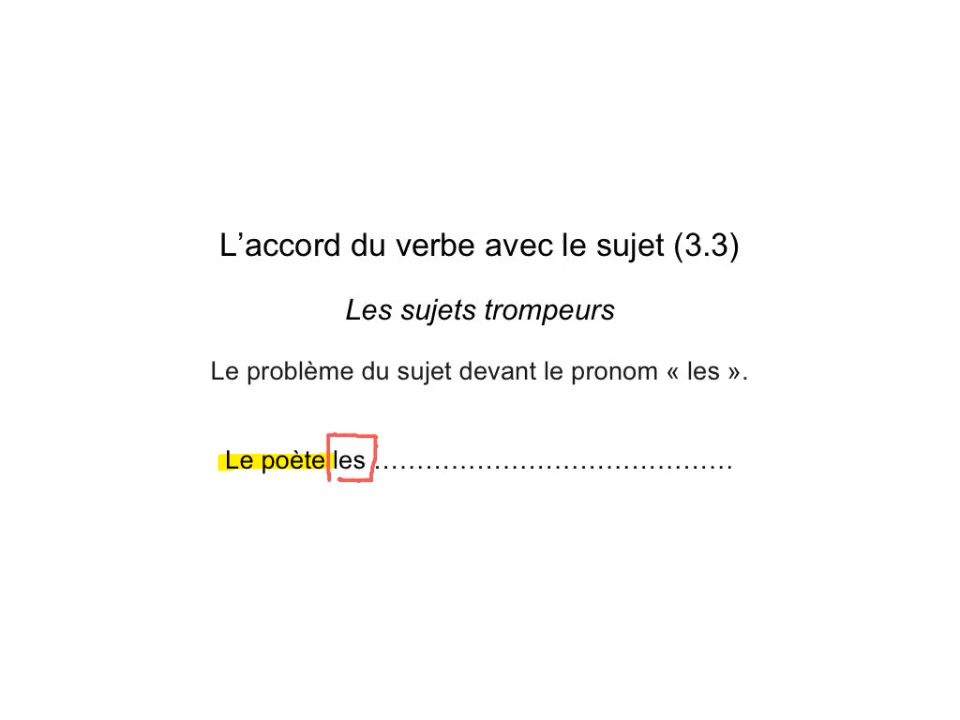 L’accord du verbe avec le sujet (3.3)
Les sujets trompeurs
Le problème du sujet devant le pronom « les ».
Le poète les ……………………………………